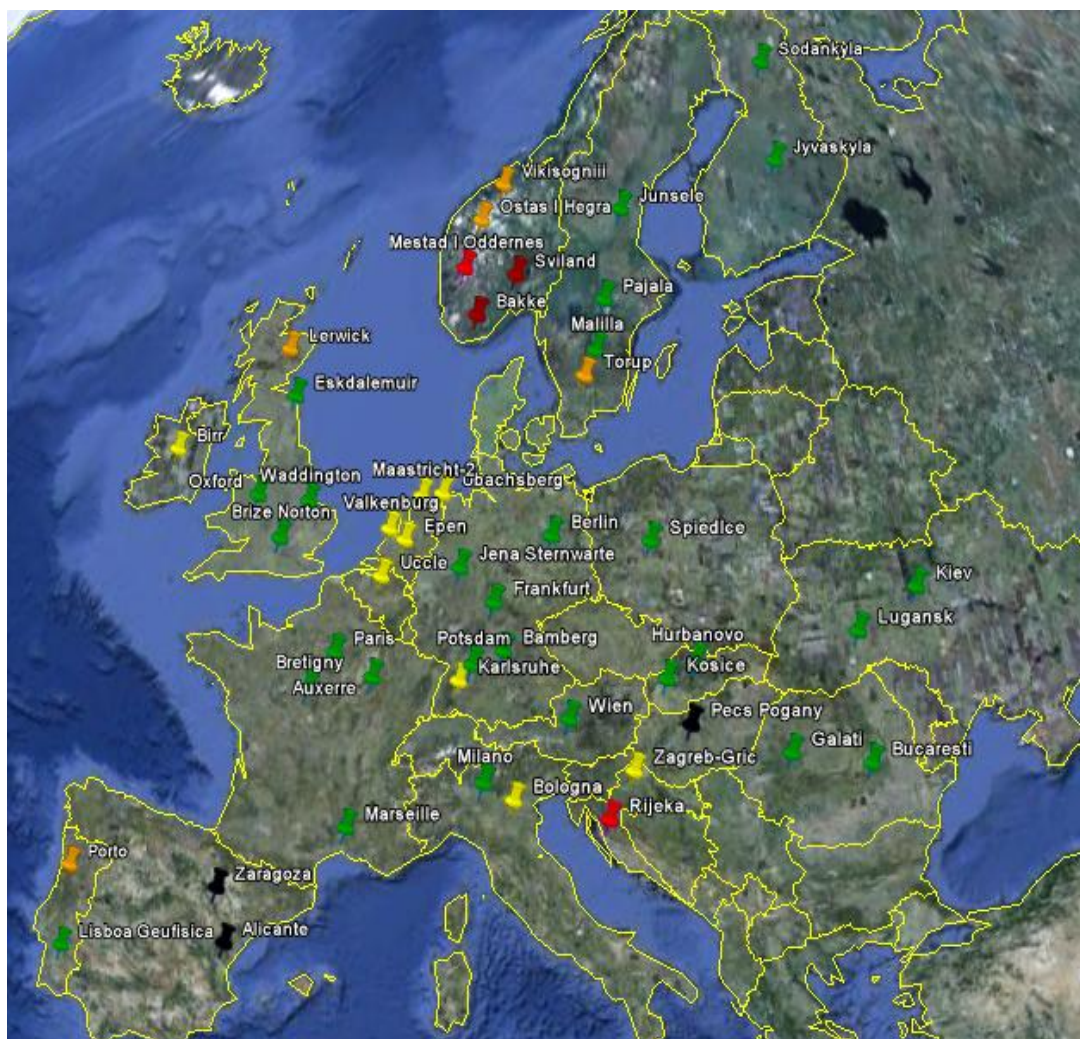 Sodankyla
Jyvaskyla
Vikisogniii
Junsele
Ostas I Hegra
Mestad I Oddernes
Sviland
Pajala
Bakke
Malilla
Lerwick
Torup
Eskdalemuir
Birr
Maastricht-2
Oxford
Waddington
Ubachsberg
Valkenburg
Brize Norton
Epen
Berlin
Spiedlce
Uccle
Jena Sternwarte
Kiev
Frankfurt
Lugansk
Paris
Potsdam
Bamberg
Hurbanovo
Bretigny
Karlsruhe
Kosice
Auxerre
Wien
Pecs Pogany
Galati
Bucaresti
Milano
Zagreb-Gric
Bologna
Marseille
Rijeka
Porto
Zaragoza
Lisboa Geufisica
Alicante